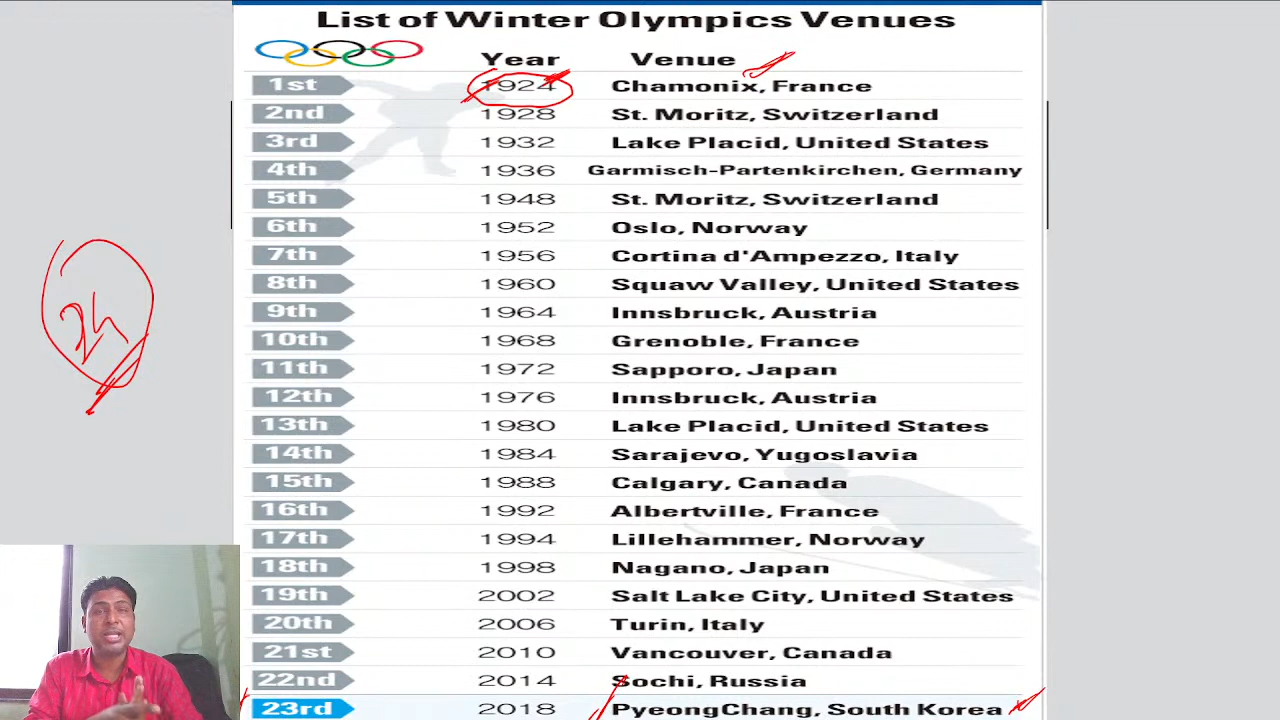 List of Winter Olympics Venues
Year Venue
1st 1924 Chamonix, France
2nd 1928 St. Moritz, Switzerland
3rd 1932 Lake Placid, United States
4th 1936 Garmisch-Partenkirchen, Germany
5th 1948 St. Moritz, Switzerland
6th 1952 Oslo, Norway
7th 1956 Cortina d'Ampezzo, Italy
8th 1960 Squaw Valley, United States
9th 1964 Innsbruck, Austria
10th 1968 Grenoble, France
11th 1972 Sapporo, Japan
12th 1976 Innsbruck, Austria
13th 1980 Lake Placid, United States
14th 1984 Sarajevo, Yugoslavia
15th 1988 Calgary, Canada
16th 1992 Albertville, France
17th 1994 Lillehammer, Norway
18th 1998 Nagano, Japan
19th 2002 Salt Lake City, United States
20th 2006 Turin, Italy
21st 2010 Vancouver, Canada
22nd 2014 Sochi, Russia
23rd 2018 PyeongChang, South Korea
24